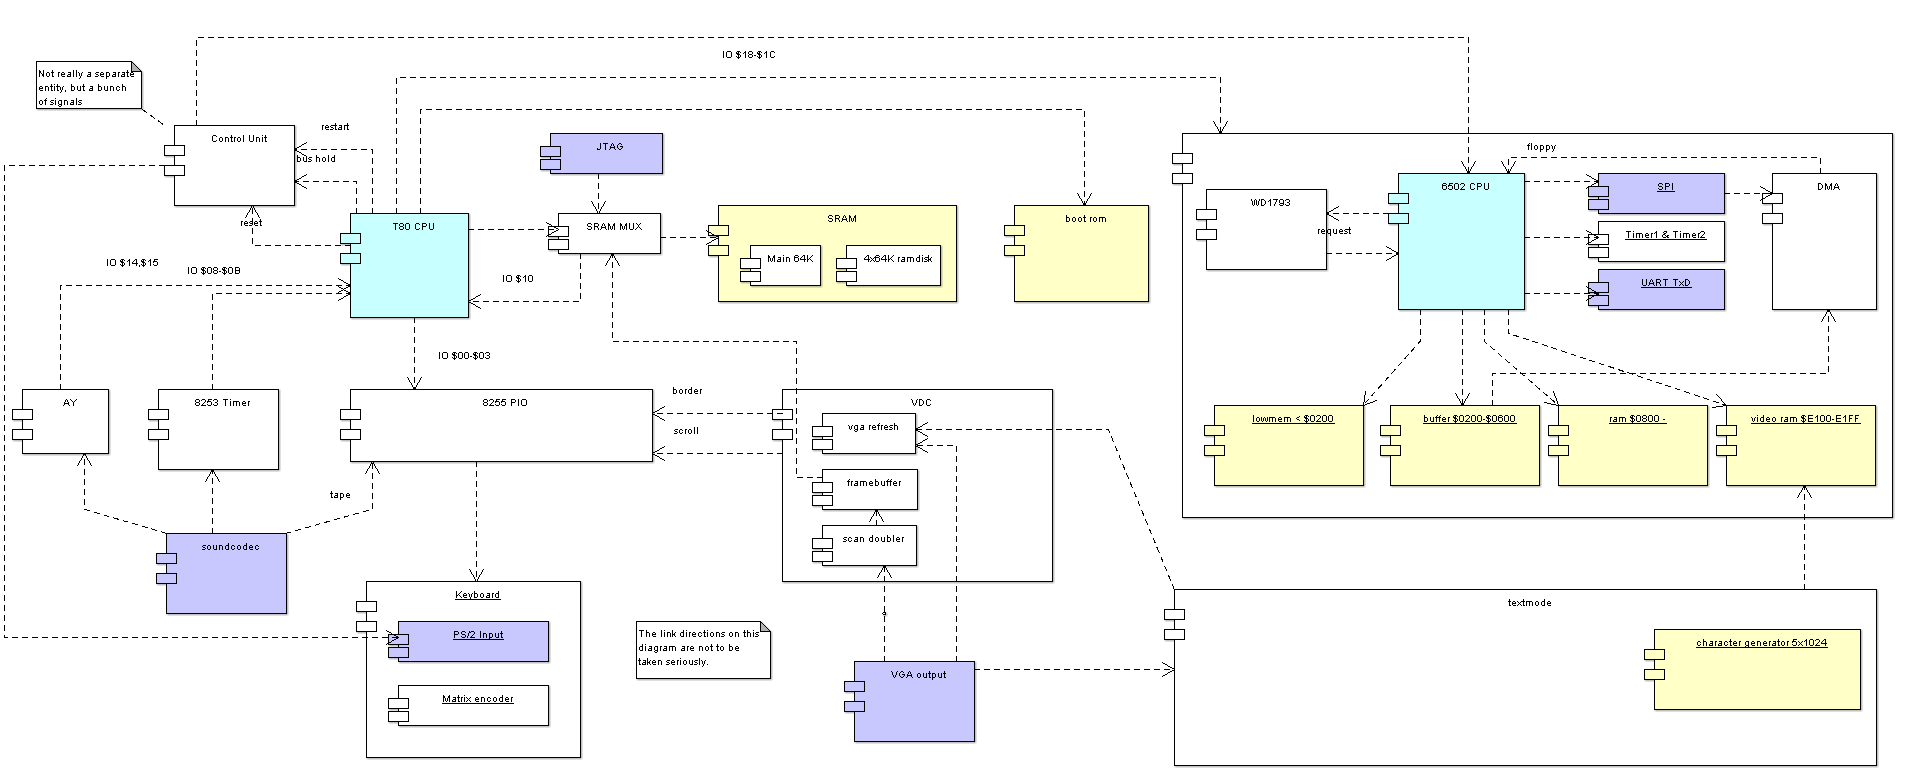 IO $18-$1C
Not really a separate
entity, but a bunch
of signals
Control Unit
restart
bus hold
reset
JTAG
floppy
6502 CPU
SPI
DMA
WD1793
request
Timer1 & Timer2
UART TxD
T80 CPU
SRAM MUX
SRAM
Main 64K
4x64K ramdisk
boot rom
IO $14,$15
IO $08-$0B
IO $10
IO $00-$03
AY
8253 Timer
8255 PIO
border
scroll
VDC
vga refresh
framebuffer
scan doubler
lowmem < $0200
buffer $0200-$0600
ram $0800 -
video ram $E100-E1FF
tape
soundcodec
Keyboard
PS/2 Input
Matrix encoder
The link directions on this
diagram are not to be
taken seriously.
VGA output
textmode
character generator 5x1024